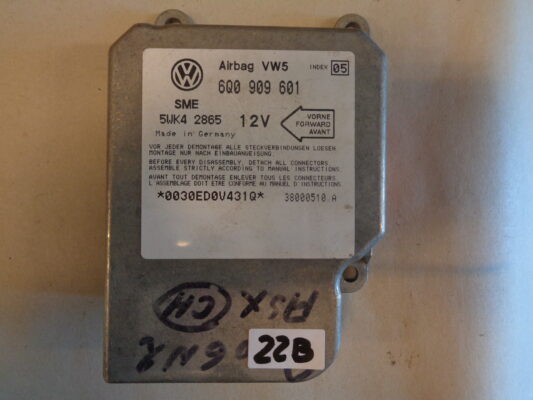 Airbag VW5 INDEX 05
6Q0 909 601
SME
5WK4 2865 12V
VORNE
FORWARD
AVANT
Made in Germany
VOR JEDER DEMONTAGE ALLE STECKVERBINDUNGEN LOESEN
MONTAGE NUR NACH EINBAUANWEISUNG.
BEFORE EVERY DISASSEMBLY, DETACH ALL CONNECTORS
ASSEMBLE STRICTLY ACCORDING TO MANUAL INSTRUCTIONS.
AVANT TOUT DEMONTAGE ENLEVER TOUS LES CONNECTEURS
L ASSEMBLAGE DOIT ETRE CONFORME AU MANUEL D INSTRUCTIONS
*0030ED0V431Q* 38000510 A
22B
CH
ASX